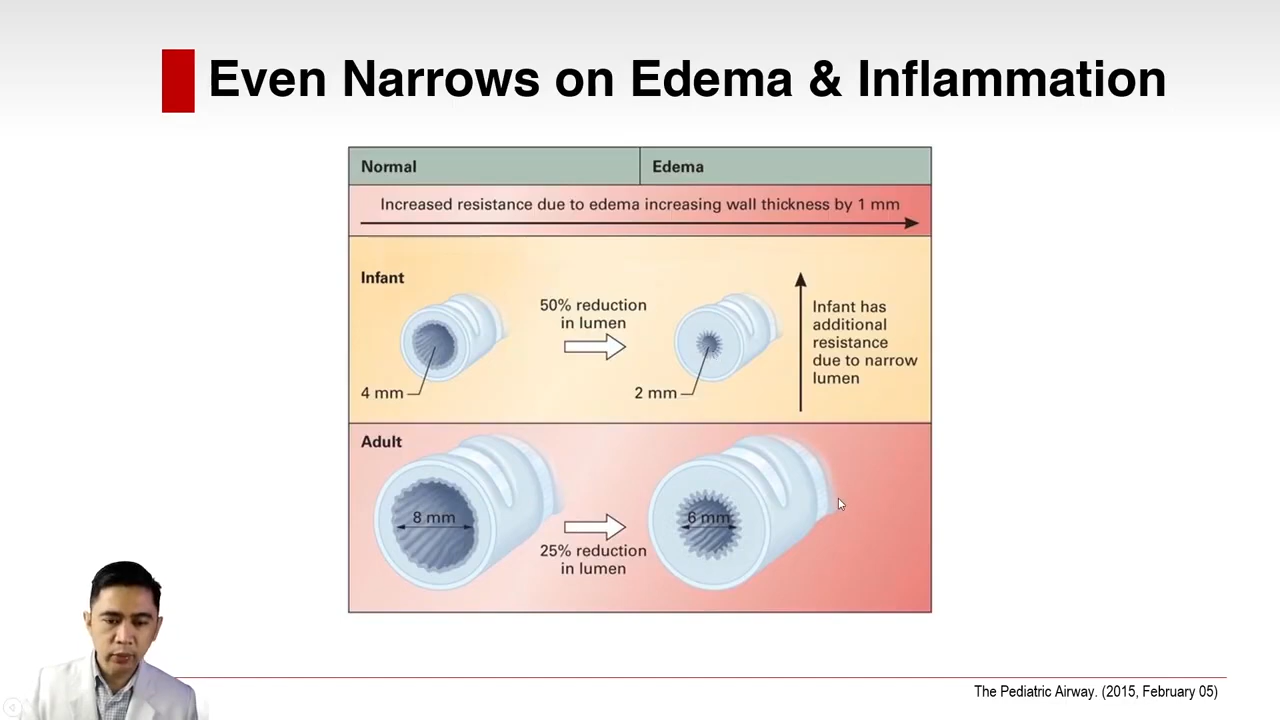 Even Narrows on Edema & Inflammation
Normal
Edema
Increased resistance due to edema increasing wall thickness by 1 mm
Infant
50% reduction
in lumen
4 mm
2 mm
Infant has
additional
resistance
due to narrow
lumen
Adult
8 mm
25% reduction
in lumen
6 mm
The Pediatric Airway. (2015, February 05)